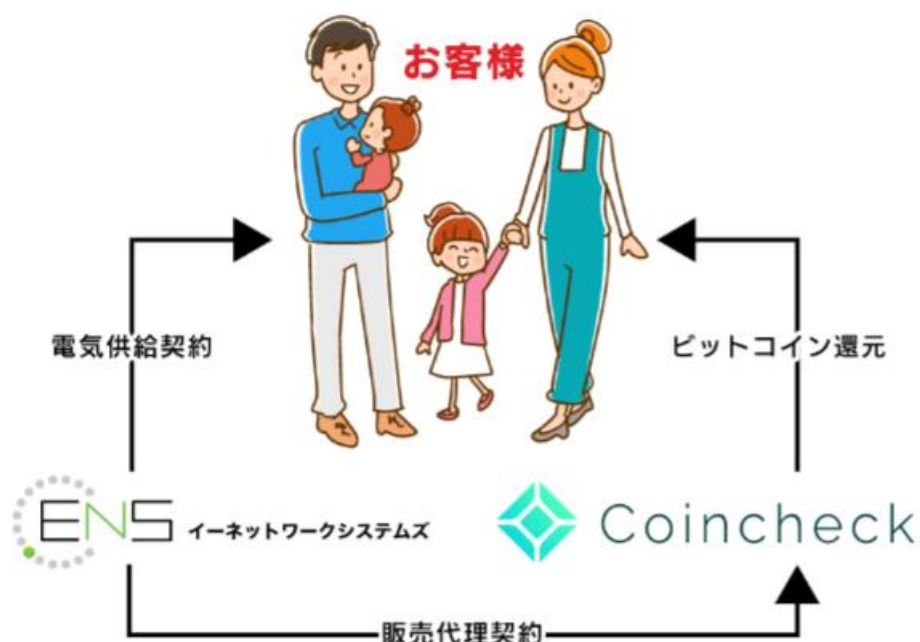 お客様
電気供給契約
ビットコイン還元
ENS イーネットワークシステムズ
Coincheck
販売代理契約